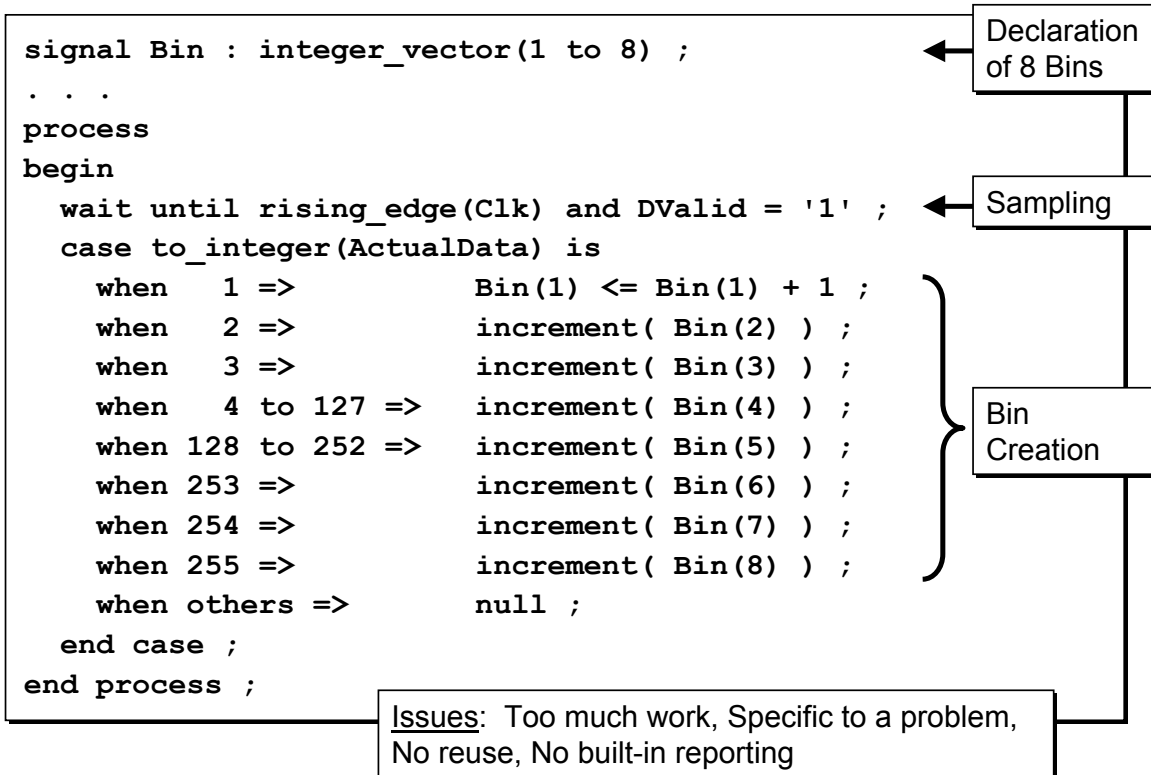 signal Bin : integer_vector(1 to 8) ;
Declaration
of 8 Bins
. . .
process
begin
wait until rising_edge(Clk) and DValid = '1' ;
Sampling
case to_integer(ActualData) is
when 1 => Bin(1) <= Bin(1) + 1 ;
when 2 => increment( Bin(2) ) ;
when 3 => increment( Bin(3) ) ;
when 4 to 127 => increment( Bin(4) ) ;
when 128 to 252 => increment( Bin(5) ) ;
when 253 => increment( Bin(6) ) ;
when 254 => increment( Bin(7) ) ;
when 255 => increment( Bin(8) ) ;
Bin
Creation
when others => null ;
end case ;
end process ;
Issues: Too much work, Specific to a problem,
No reuse, No built-in reporting